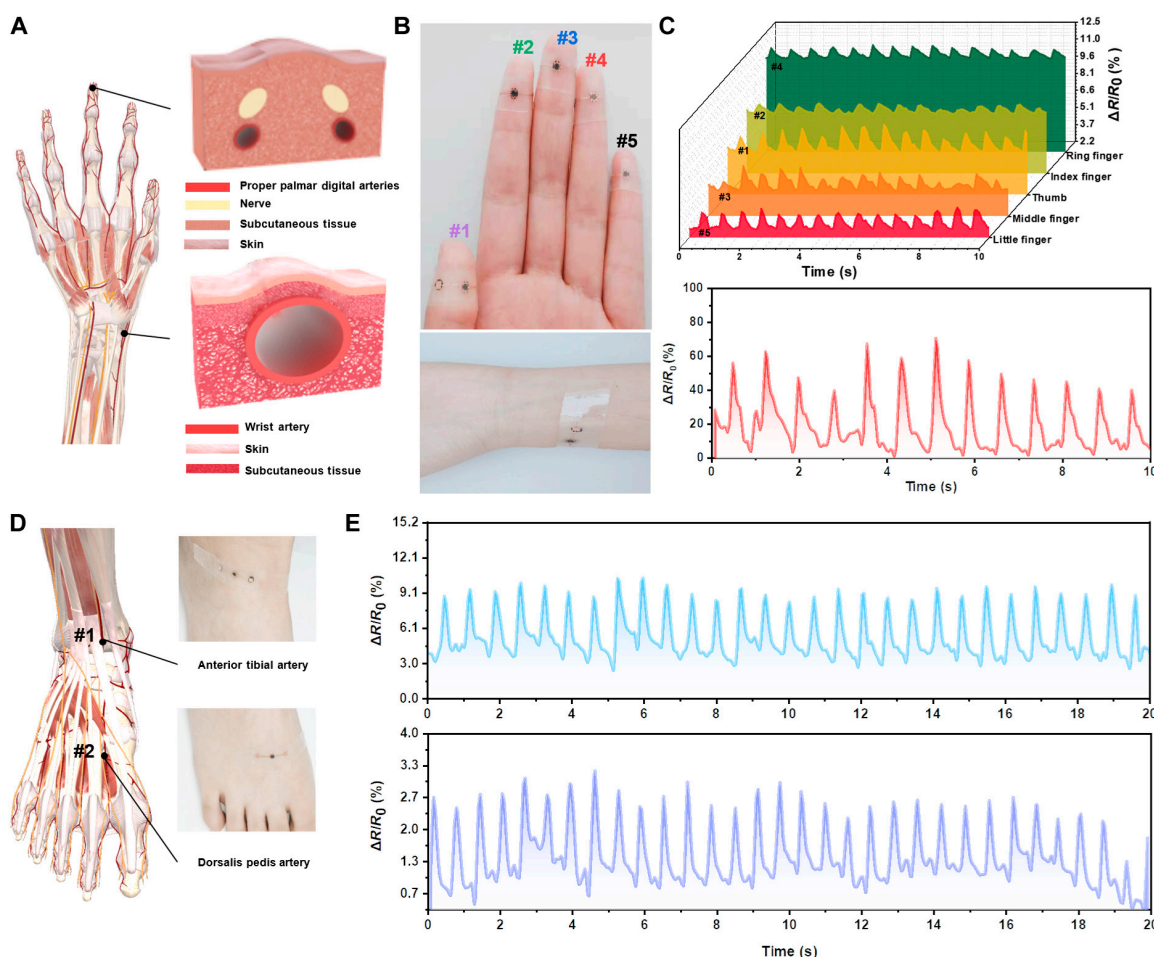 A
Proper palmar digital arteries
Nerve
Subcutaneous tissue
Skin
Wrist artery
Skin
Subcutaneous tissue
B
#1
#2
#3
#4
#5
C
#4
#2
#1
#3
#5
12.5
9.6
9.1
6.6
5.1
4.7
2.2
ΔR/R0 (%)
Ring finger
Index finger
Thumb
Middle finger
Little finger
0 2 4 6 8 10
Time (s)
100
80
60
40
20
0
ΔR/R0 (%)
0 2 4 6 8 10
Time (s)
D
#1
Anterior tibial artery
#2
Dorsalis pedis artery
E
15.2
12.1
9.1
6.1
3.0
0.0
ΔR/R0 (%)
0 2 4 6 8 10 12 14 16 18 20
4.0
3.3
2.7
2.0
1.3
0.7
ΔR/R0 (%)
0 2 4 6 8 10 12 14 16 18 20
Time (s)